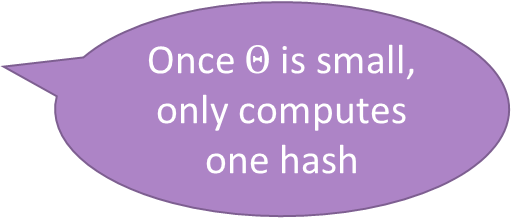 Once Θ is small,
only computes
one hash